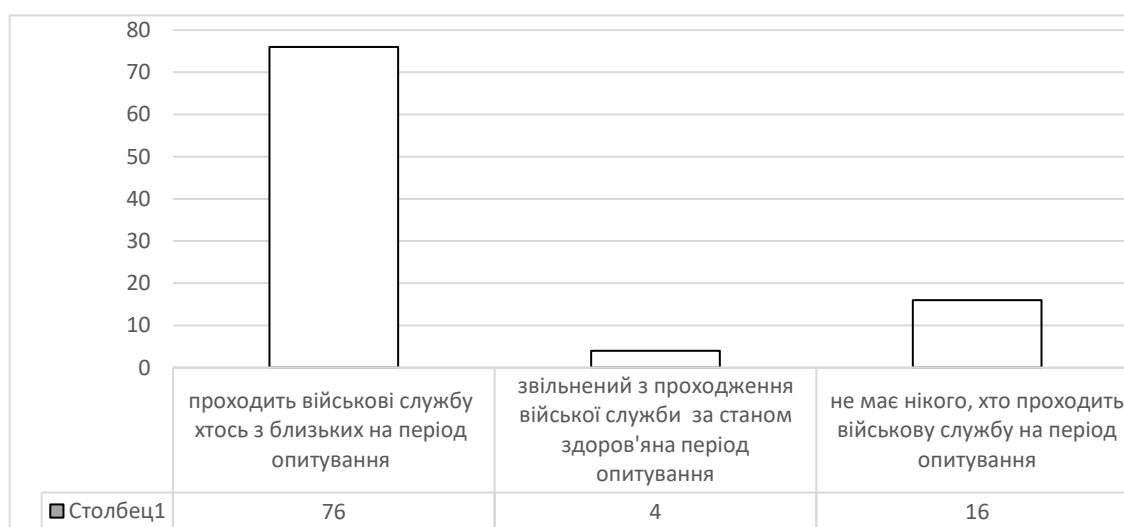 80
70
60
50
40
30
20
10
0
проходить військові службу
хтось з близьких на період
опитування
звільнений з проходження
війської служби за станом
здоров'яна період
опитування
не має нікого, хто проходить
військову службу на період
опитування
Столбец1 76 4 16